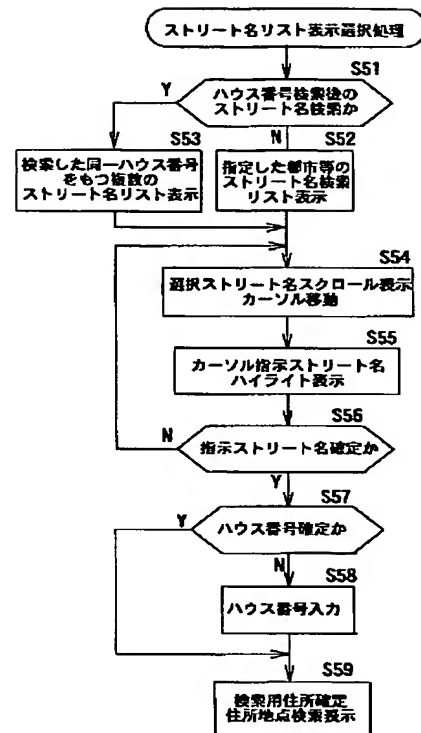 ストリート名リスト表示選択処理
S51
Y
ハウス番号検索後の
ストリート名検索か
S53
N
S52
検索した同一ハウス番号
をもつ複数の
ストリート名リスト表示
指定した都市等の
ストリート名検索
リスト表示
S54
選択ストリート名スクロール表示
カーソル移動
S55
カーソル指示ストリート名
ハイライト表示
S56
N
指示ストリート名確定か
Y
S57
Y
ハウス番号確定か
N
S58
ハウス番号入力
S59
検索用住所確定
住所地点検索表示